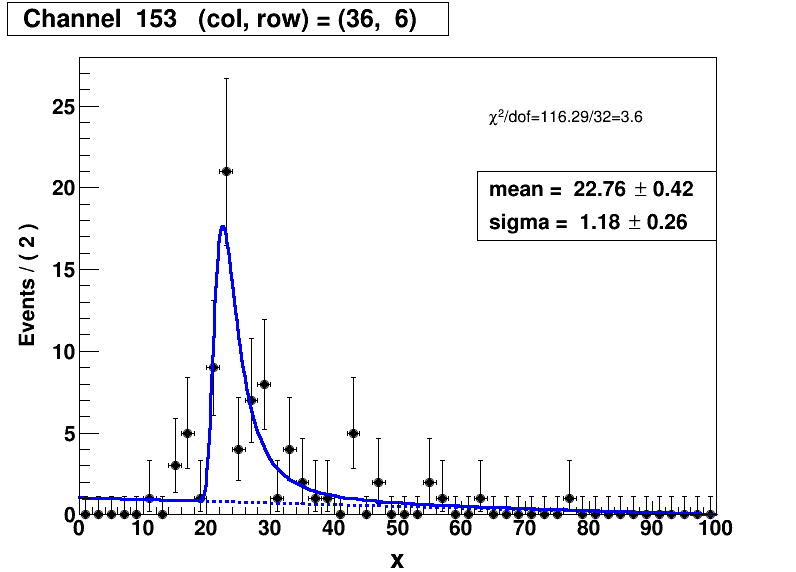 Channel 153 (col, row) = (36, 6)
χ²/dof=116.29/32=3.6
mean = 22.76 ± 0.42
sigma = 1.18 ± 0.26
Events / ( 2 )
25
20
15
10
5
0
0 10 20 30 40 50 60 70 80 90 100
x